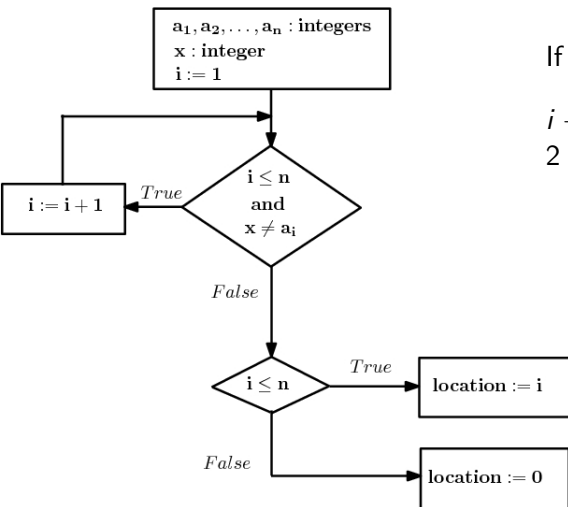 a₁, a₂, . . . , aₙ : integers
x : integer
i := 1
If
i -
2
i ≤ n
and
x ≠ aᵢ
True
i := i + 1
False
i ≤ n
True
location := i
False
location := 0